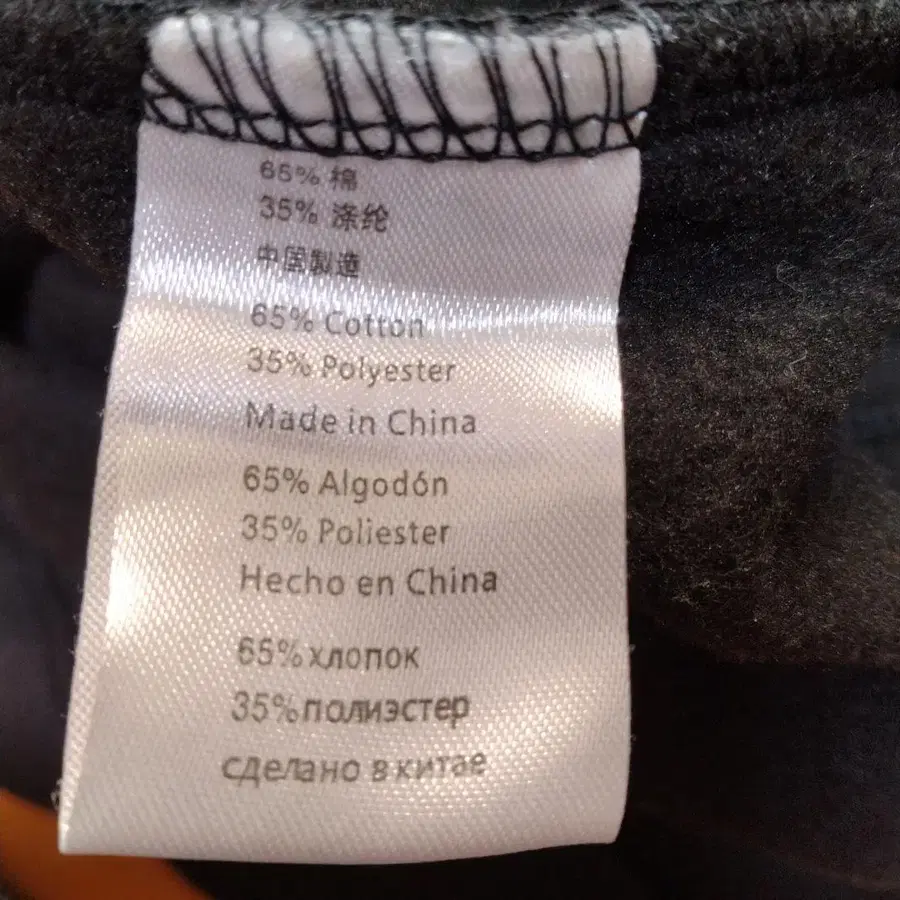 65% 棉
35% 涤纶
中国製造
65% Cotton
35% Polyester
Made in China
65% Algodón
35% Poliester
Hecho en China
65% хлопок
35% полиэстер
сделано в китае